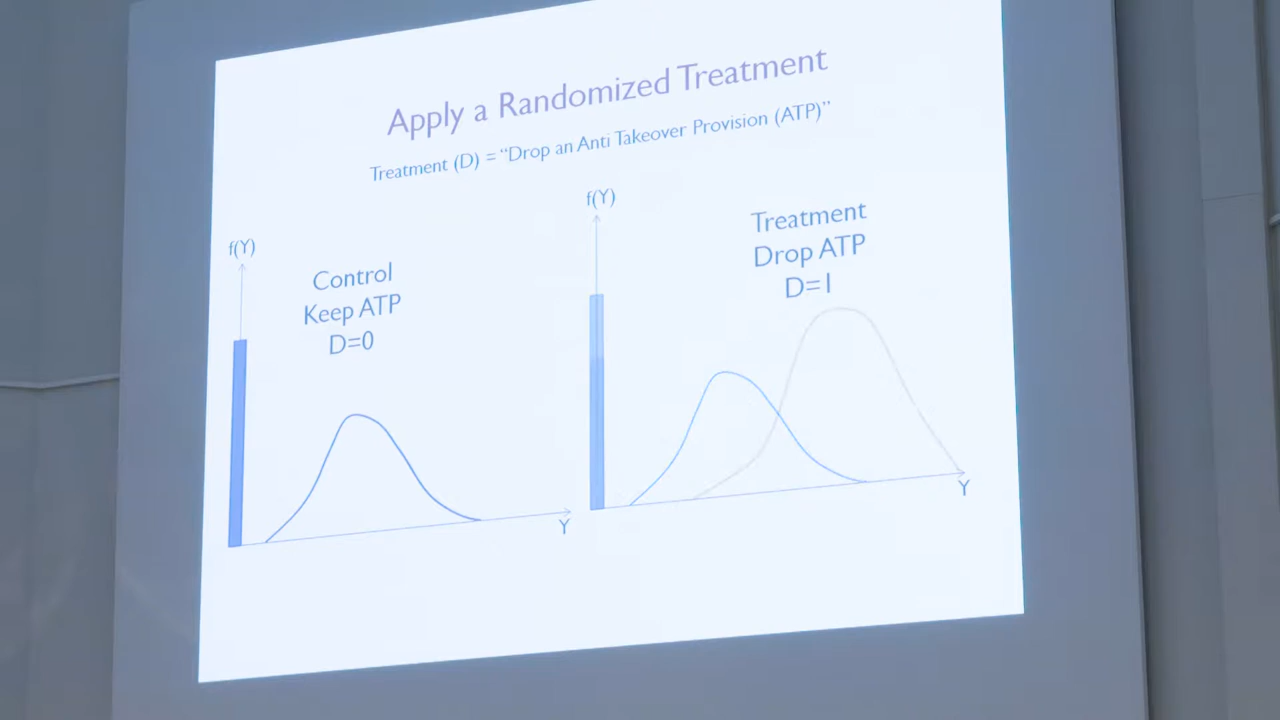 Apply a Randomized Treatment
Treatment (D) = “Drop an Anti Takeover Provision (ATP)”
f(Y)
Control
Keep ATP
D=0
Y
f(Y)
Treatment
Drop ATP
D=1
Y